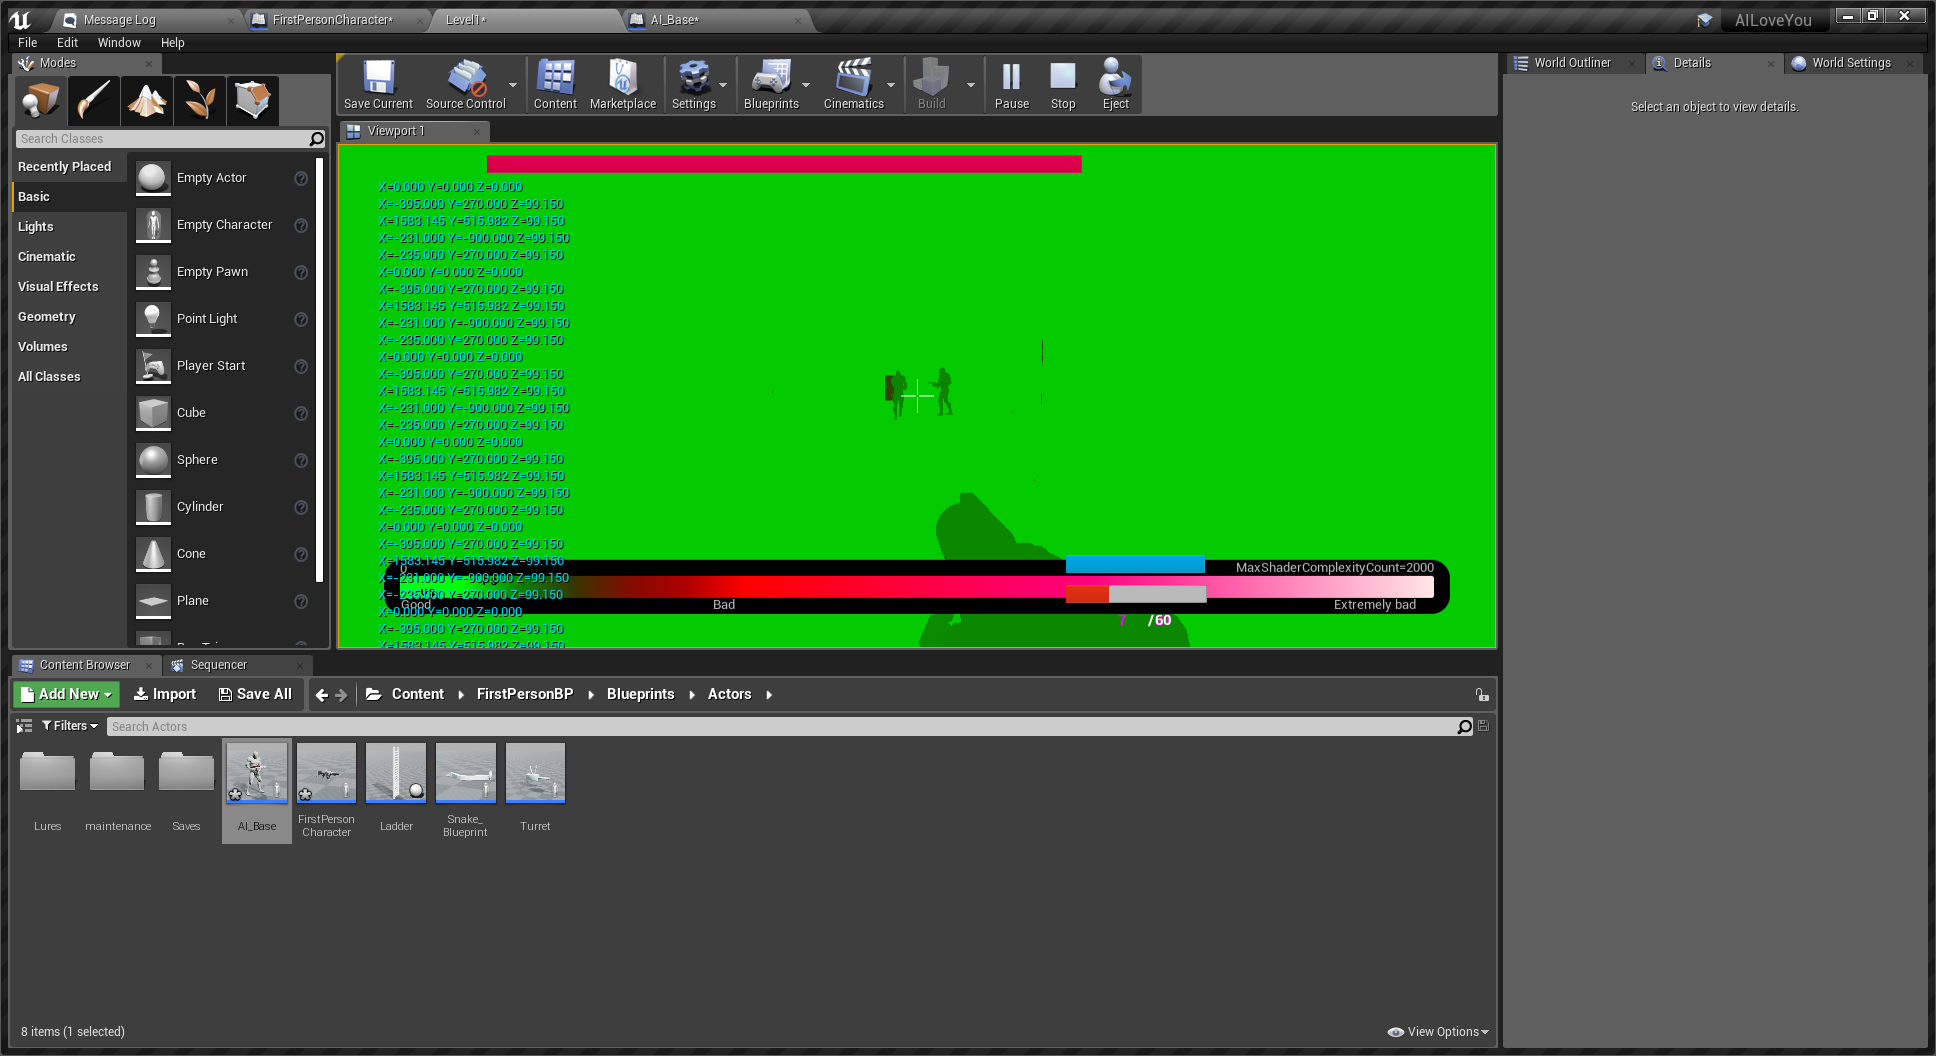 Message Log
FirstPersonCharacter*
Level1*
AI_Base*
AILoveYou
File Edit Window Help
Modes
Search Classes
Recently Placed
Basic
Lights
Cinematic
Visual Effects
Geometry
Volumes
All Classes
Empty Actor
Empty Character
Empty Pawn
Point Light
Player Start
Cube
Sphere
Cylinder
Cone
Plane
Save Current
Source Control
Content
Marketplace
Settings
Blueprints
Cinematics
Build
Pause
Stop
Eject
Viewport 1
X=0.000 Y=0.000 Z=0.000
X=-395.000 Y=270.000 Z=99.150
X=1583.145 Y=515.982 Z=99.150
X=-231.000 Y=-900.000 Z=99.150
X=-235.000 Y=270.000 Z=99.150
X=0.000 Y=0.000 Z=0.000
X=-395.000 Y=270.000 Z=99.150
X=1583.145 Y=515.982 Z=99.150
X=-231.000 Y=-900.000 Z=99.150
X=-235.000 Y=270.000 Z=99.150
X=0.000 Y=0.000 Z=0.000
X=-395.000 Y=270.000 Z=99.150
X=1583.145 Y=515.982 Z=99.150
X=-231.000 Y=-900.000 Z=99.150
X=-235.000 Y=270.000 Z=99.150
X=0.000 Y=0.000 Z=0.000
X=-395.000 Y=270.000 Z=99.150
X=1583.145 Y=515.982 Z=99.150
X=-231.000 Y=-900.000 Z=99.150
X=-235.000 Y=270.000 Z=99.150
X=0.000 Y=0.000 Z=0.000
X=-395.000 Y=270.000 Z=99.150
X=1583.145 Y=515.982 Z=99.150
X=-231.000 Y=-900.000 Z=99.150
X=-235.000 Y=270.000 Z=99.150
X=0.000 Y=0.000 Z=0.000
X=-395.000 Y=270.000 Z=99.150
X=1583.145 Y=515.982 Z=99.150
0
MaxShaderComplexityCount=2000
Good
Bad
Extremely bad
7 /60
World Outliner
Details
World Settings
Select an object to view details.
Content Browser
Sequencer
Add New
Import
Save All
Content
FirstPersonBP
Blueprints
Actors
Filters
Search Actors
Lures
maintenance
Saves
AI_Base
FirstPerson
Character
Ladder
Snake_
Blueprint
Turret
8 items (1 selected)
View Options